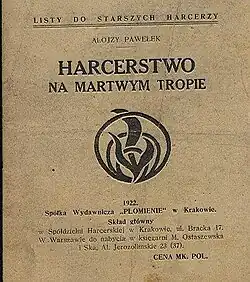 LISTY DO STARSZYCH HARCERZY
ALOJZY PAWEŁEK
HARCERSTWO
NA MARTWYM TROPIE
1922.
Spółka Wydawnicza „PŁOMIENIE" w Krakowie.
Skład główny
w Spółdzielni Harcerskiej w Krakowie, ul. Bracka 17.
W Warszawie do nabycia w księgarni M. Ostaszewska
i Ska, Al. Jerozolimskie 23 (37).
CENA MK. POL.